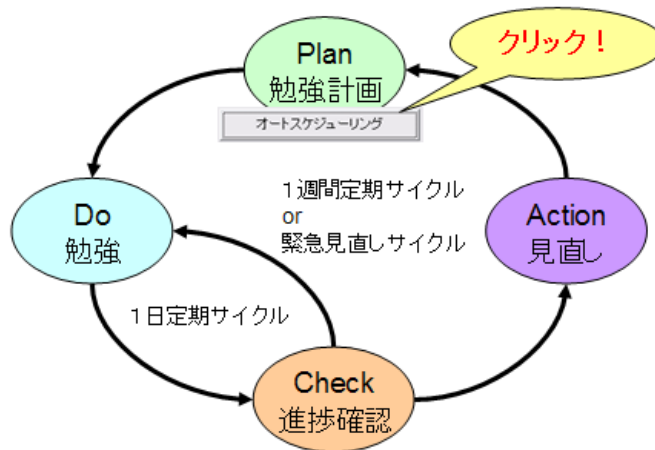 Plan
勉強計画
クリック！
オートスケジューリング
Do
勉強
１週間定期サイクル
or
緊急見直しサイクル
Action
見直し
１日定期サイクル
Check
進捗確認